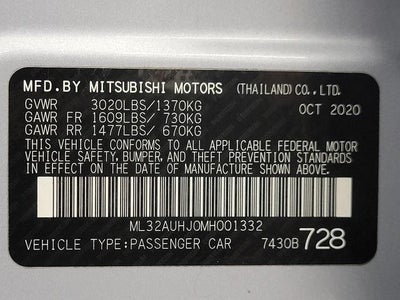 MFD.BY MITSUBISHI MOTORS (THAILAND) CO.,LTD.
GVWR 3020LBS/1370KG OCT 2020
GAWR FR 1609LBS/ 730KG
GAWR RR 1477LBS/ 670KG
THIS VEHICLE CONFORMS TO ALL APPLICABLE FEDERAL MOTOR
VEHICLE SAFETY, BUMPER, AND THEFT PREVENTION STANDARDS
IN EFFECT ON THE DATE OF MANUFACTURE SHOWN ABOVE.
ML32AUHJ0MH001332
VEHICLE TYPE:PASSENGER CAR 7430B 728